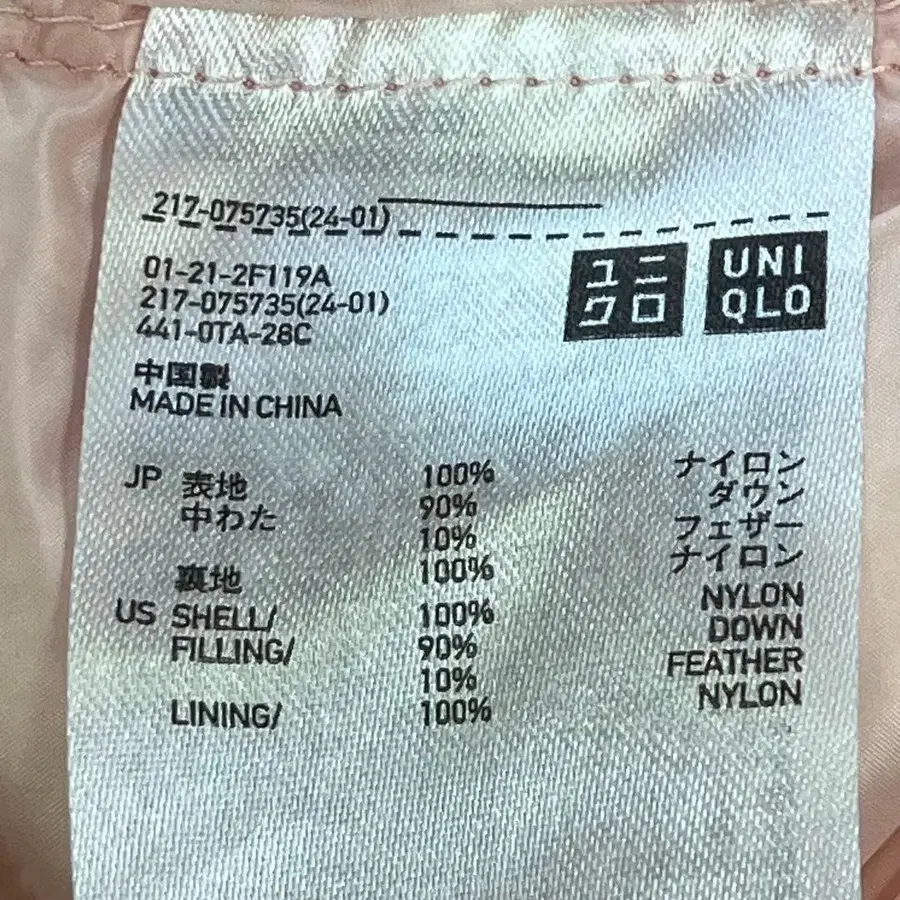 217-075735(24-01)
ユニ
クロ
UNI
QLO
01-21-2F119A
217-075735(24-01)
441-0TA-28C
中国製
MADE IN CHINA
JP 表地 100% ナイロン
中わた 90% ダウン
10% フェザー
裏地 100% ナイロン
US SHELL/ 100% NYLON
FILLING/ 90% DOWN
10% FEATHER
LINING/ 100% NYLON